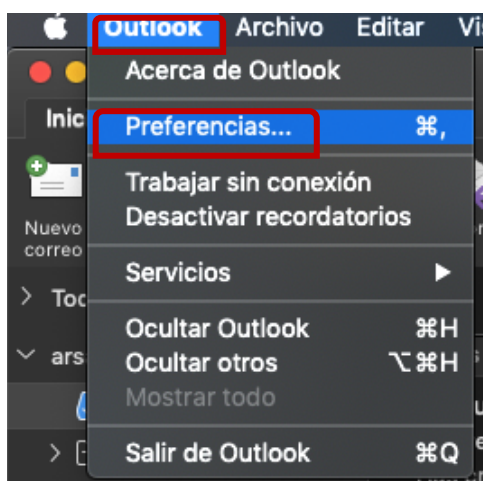 Outlook Archivo Editar
Acerca de Outlook
Preferencias... ⌘,
Trabajar sin conexión
Desactivar recordatorios
Servicios
Ocultar Outlook ⌘H
Ocultar otros ⌥⌘H
Mostrar todo
Salir de Outlook ⌘Q
Nuevo
correo